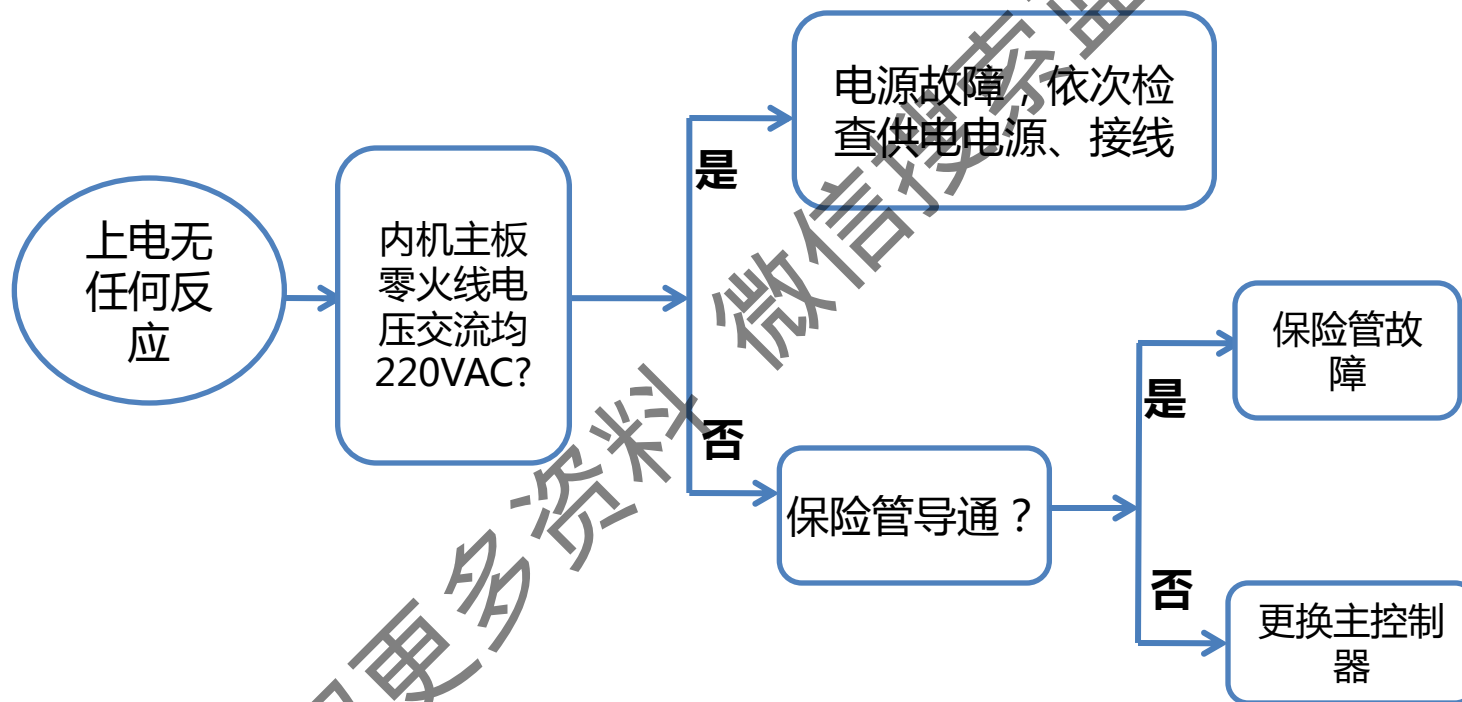 上电无
任何反
应
内机主板
零火线电
压交流均
220VAC?
是
电源故障，依次检
查供电电源、接线
否
保险管导通？
是
保险管故
障
否
更换主控制
器
更多资料 微信搜索